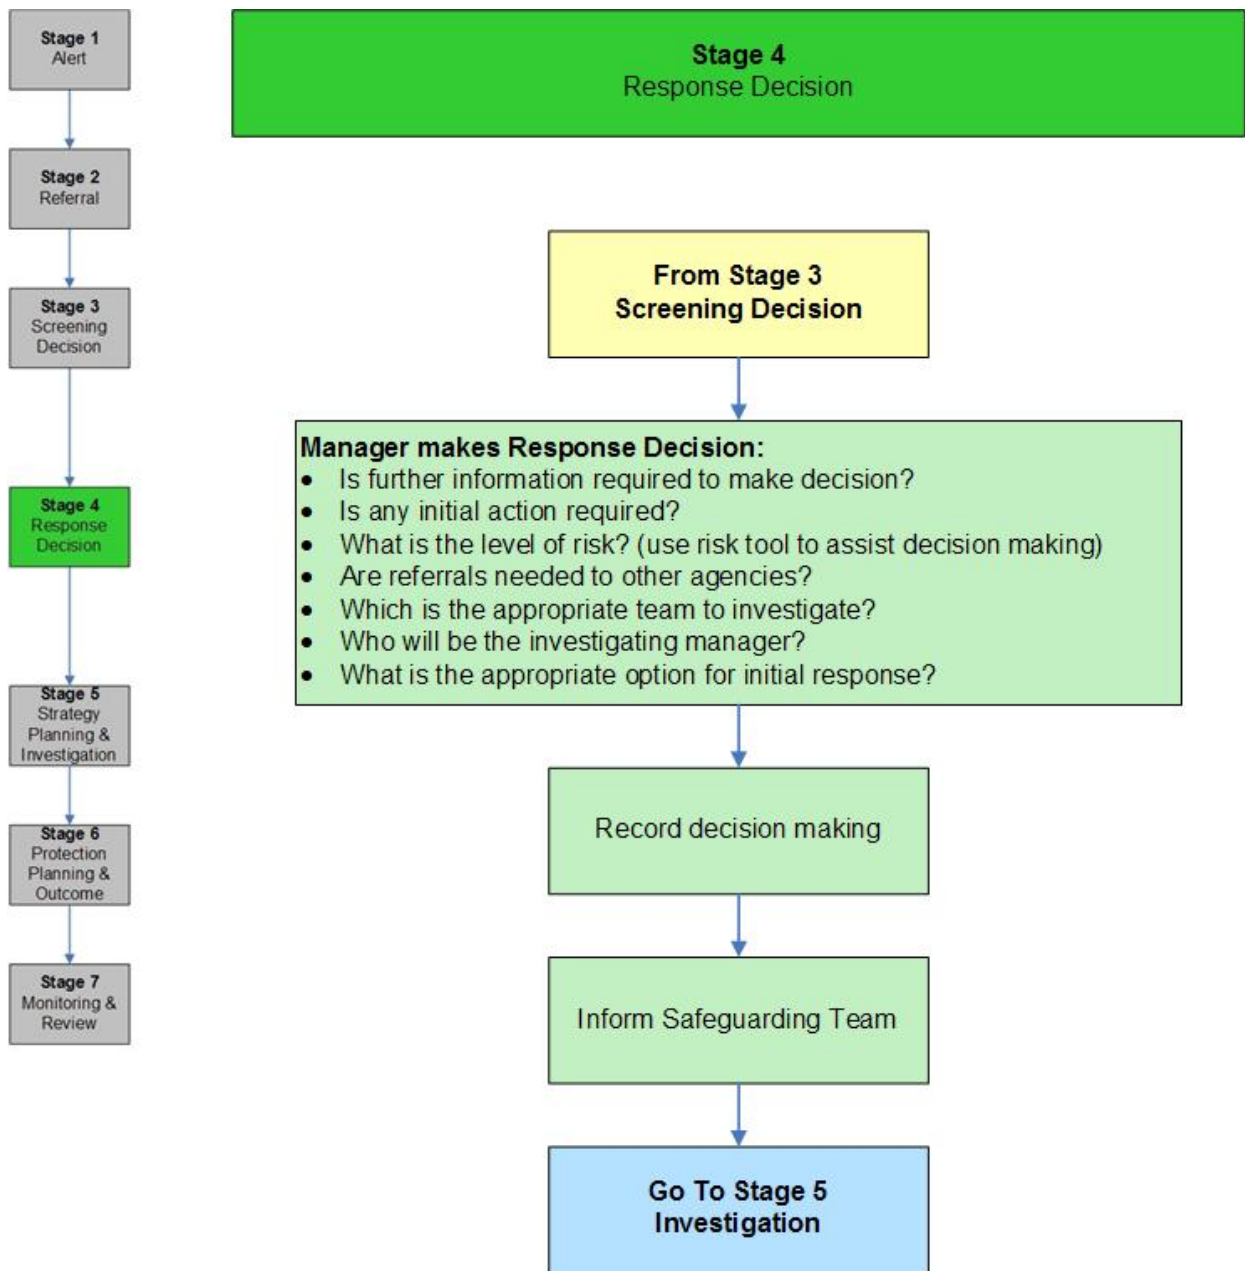 Stage 1
Alert
Stage 2
Referral
Stage 3
Screening
Decision
Stage 4
Response
Decision
Stage 5
Strategy
Planning &
Investigation
Stage 6
Protection
Planning &
Outcome
Stage 7
Monitoring &
Review
Stage 4
Response Decision
From Stage 3
Screening Decision
Manager makes Response Decision:
• Is further information required to make decision?
• Is any initial action required?
• What is the level of risk? (use risk tool to assist decision making)
• Are referrals needed to other agencies?
• Which is the appropriate team to investigate?
• Who will be the investigating manager?
• What is the appropriate option for initial response?
Record decision making
Inform Safeguarding Team
Go To Stage 5
Investigation